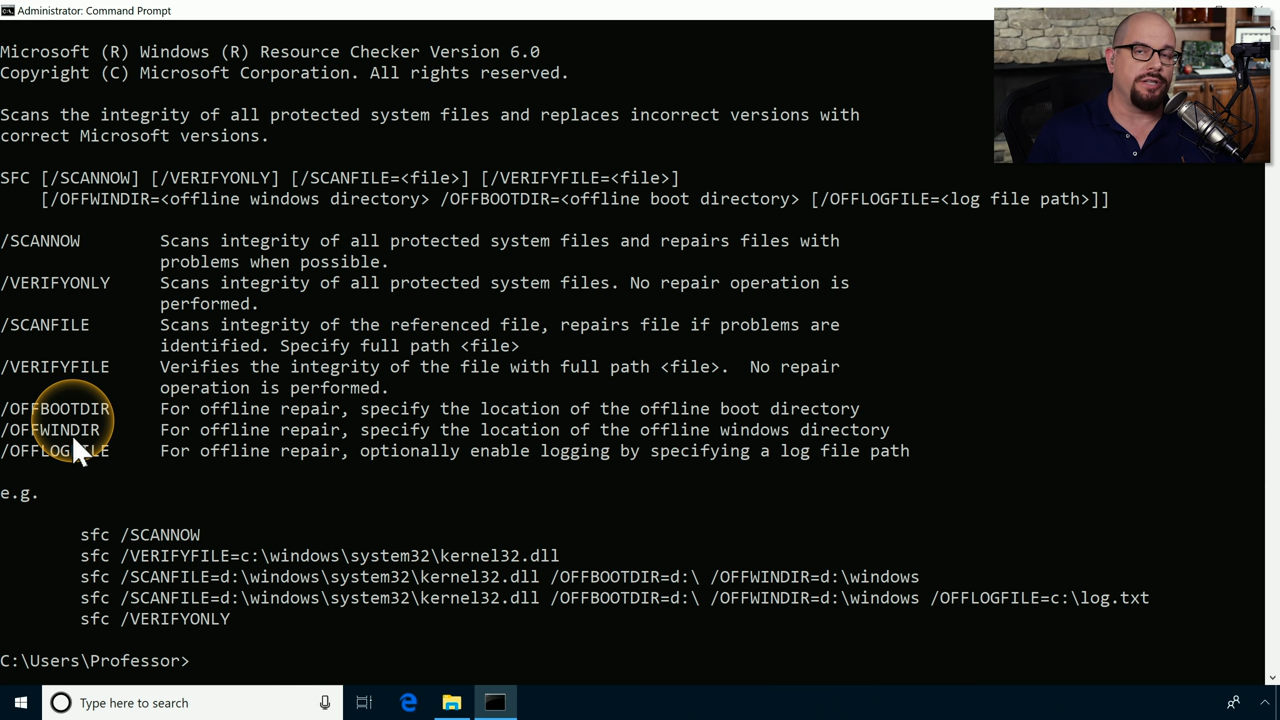 Administrator: Command Prompt
Microsoft (R) Windows (R) Resource Checker Version 6.0
Copyright (C) Microsoft Corporation. All rights reserved.
Scans the integrity of all protected system files and replaces incorrect versions with
correct Microsoft versions.
SFC [/SCANNOW] [/VERIFYONLY] [/SCANFILE=<file>] [/VERIFYFILE=<file>]
[/OFFWINDIR=<offline windows directory> /OFFBOOTDIR=<offline boot directory> [/OFFLOGFILE=<log file path>]]
/SCANNOW Scans integrity of all protected system files and repairs files with
problems when possible.
/VERIFYONLY Scans integrity of all protected system files. No repair operation is
performed.
/SCANFILE Scans integrity of the referenced file, repairs file if problems are
identified. Specify full path <file>
/VERIFYFILE Verifies the integrity of the file with full path <file>. No repair
operation is performed.
/OFFBOOTDIR For offline repair, specify the location of the offline boot directory
/OFFWINDIR For offline repair, specify the location of the offline windows directory
/OFFLOGFILE For offline repair, optionally enable logging by specifying a log file path
e.g.
sfc /SCANNOW
sfc /VERIFYFILE=c:\windows\system32\kernel32.dll
sfc /SCANFILE=d:\windows\system32\kernel32.dll /OFFBOOTDIR=d:\ /OFFWINDIR=d:\windows
sfc /SCANFILE=d:\windows\system32\kernel32.dll /OFFBOOTDIR=d:\ /OFFWINDIR=d:\windows /OFFLOGFILE=c:\log.txt
sfc /VERIFYONLY
C:\Users\Professor>
Type here to search